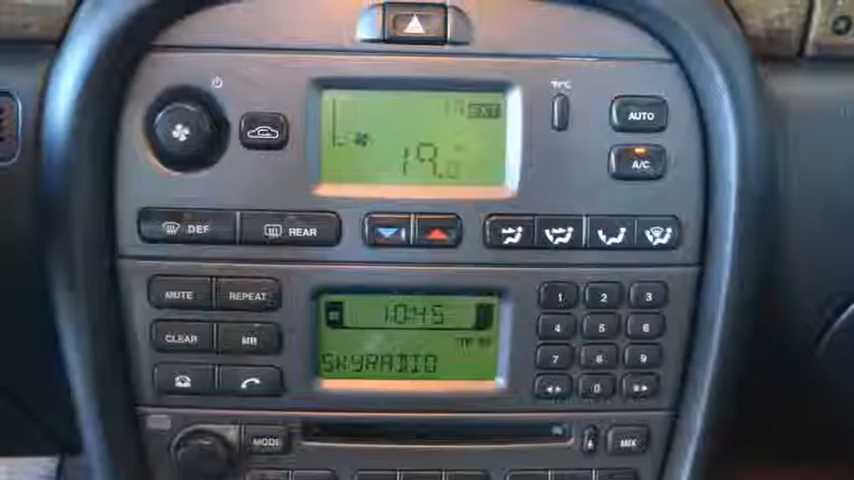 °F/°C
AUTO
EXT
19.0
A/C
DEF
REAR
MUTE
REPEAT
1 2 3
10:45
CLEAR
MR
4 5 6
TP
SKYRADIO
7 8 9
0
MODE
MIX